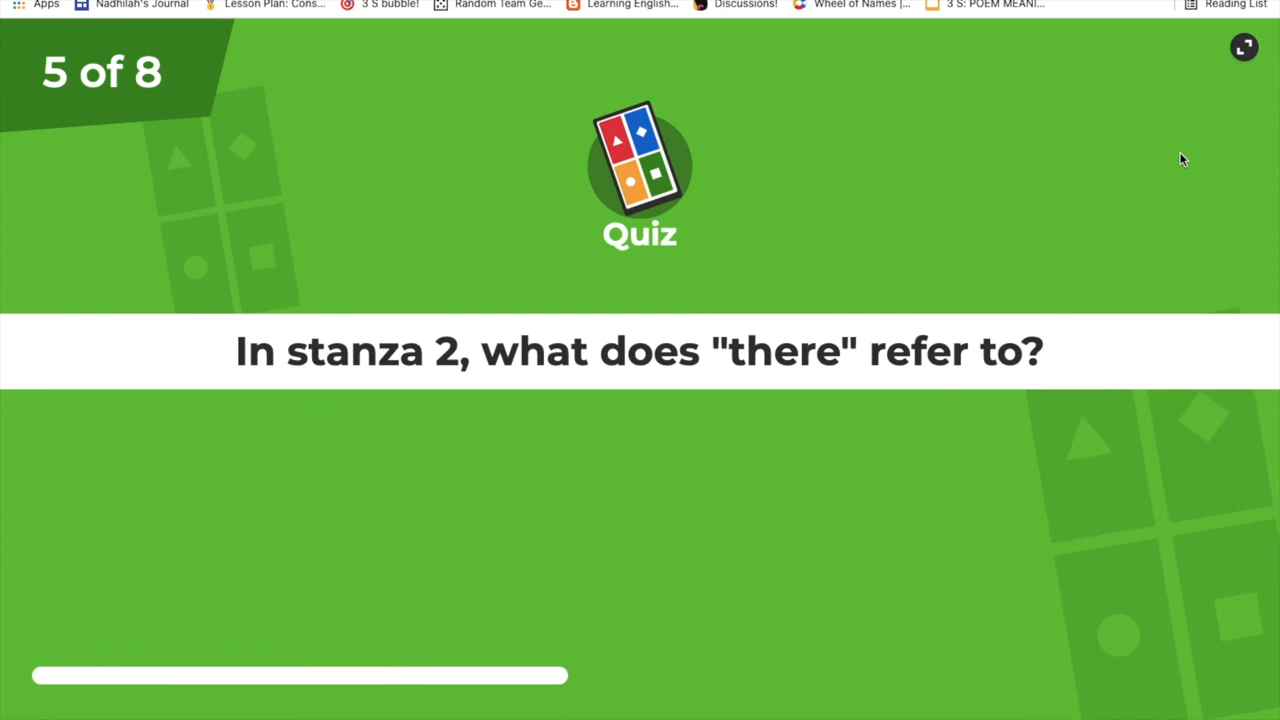 Apps Nadhilah's Journal Lesson Plan: Cons... 3 S bubble! Random Team Ge... Learning English... Discussions! Wheel of Names |... 3 S: POEM MEANI... Reading List
5 of 8
Quiz
In stanza 2, what does "there" refer to?